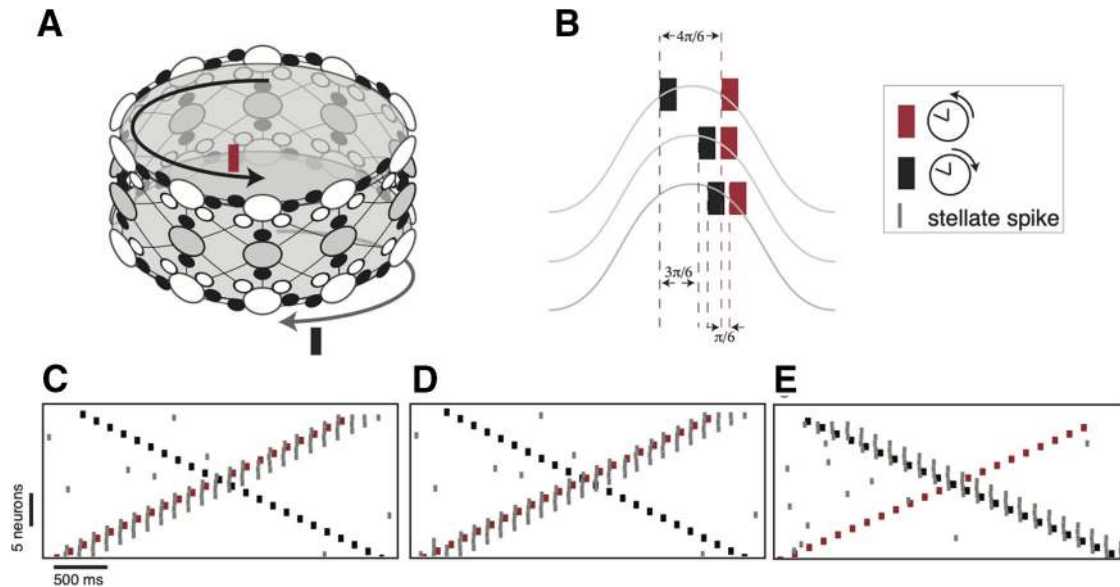 A
B
4π/6
3π/6
π/6
stellate spike
C
D
E
5 neurons
500 ms